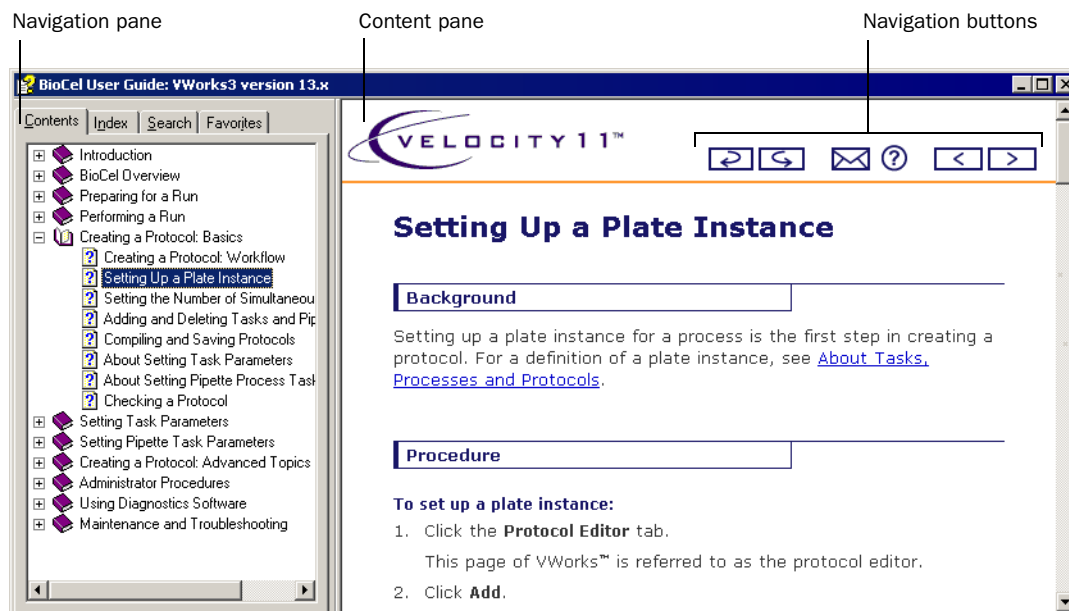 Navigation pane
Content pane
Navigation buttons
BioCel User Guide: VWorks3 version 13.x
Contents
Index
Search
Favorites
Introduction
BioCel Overview
Preparing for a Run
Performing a Run
Creating a Protocol: Basics
Creating a Protocol: Workflow
Setting Up a Plate Instance
Setting the Number of Simultaneou
Adding and Deleting Tasks and Pip
Compiling and Saving Protocols
About Setting Task Parameters
About Setting Pipette Process Task
Checking a Protocol
Setting Task Parameters
Setting Pipette Task Parameters
Creating a Protocol: Advanced Topics
Administrator Procedures
Using Diagnostics Software
Maintenance and Troubleshooting
VELOCITY11™
Setting Up a Plate Instance
Background
Setting up a plate instance for a process is the first step in creating a
protocol. For a definition of a plate instance, see About Tasks,
Processes and Protocols.
Procedure
To set up a plate instance:
1. Click the Protocol Editor tab.
This page of VWorks™ is referred to as the protocol editor.
2. Click Add.